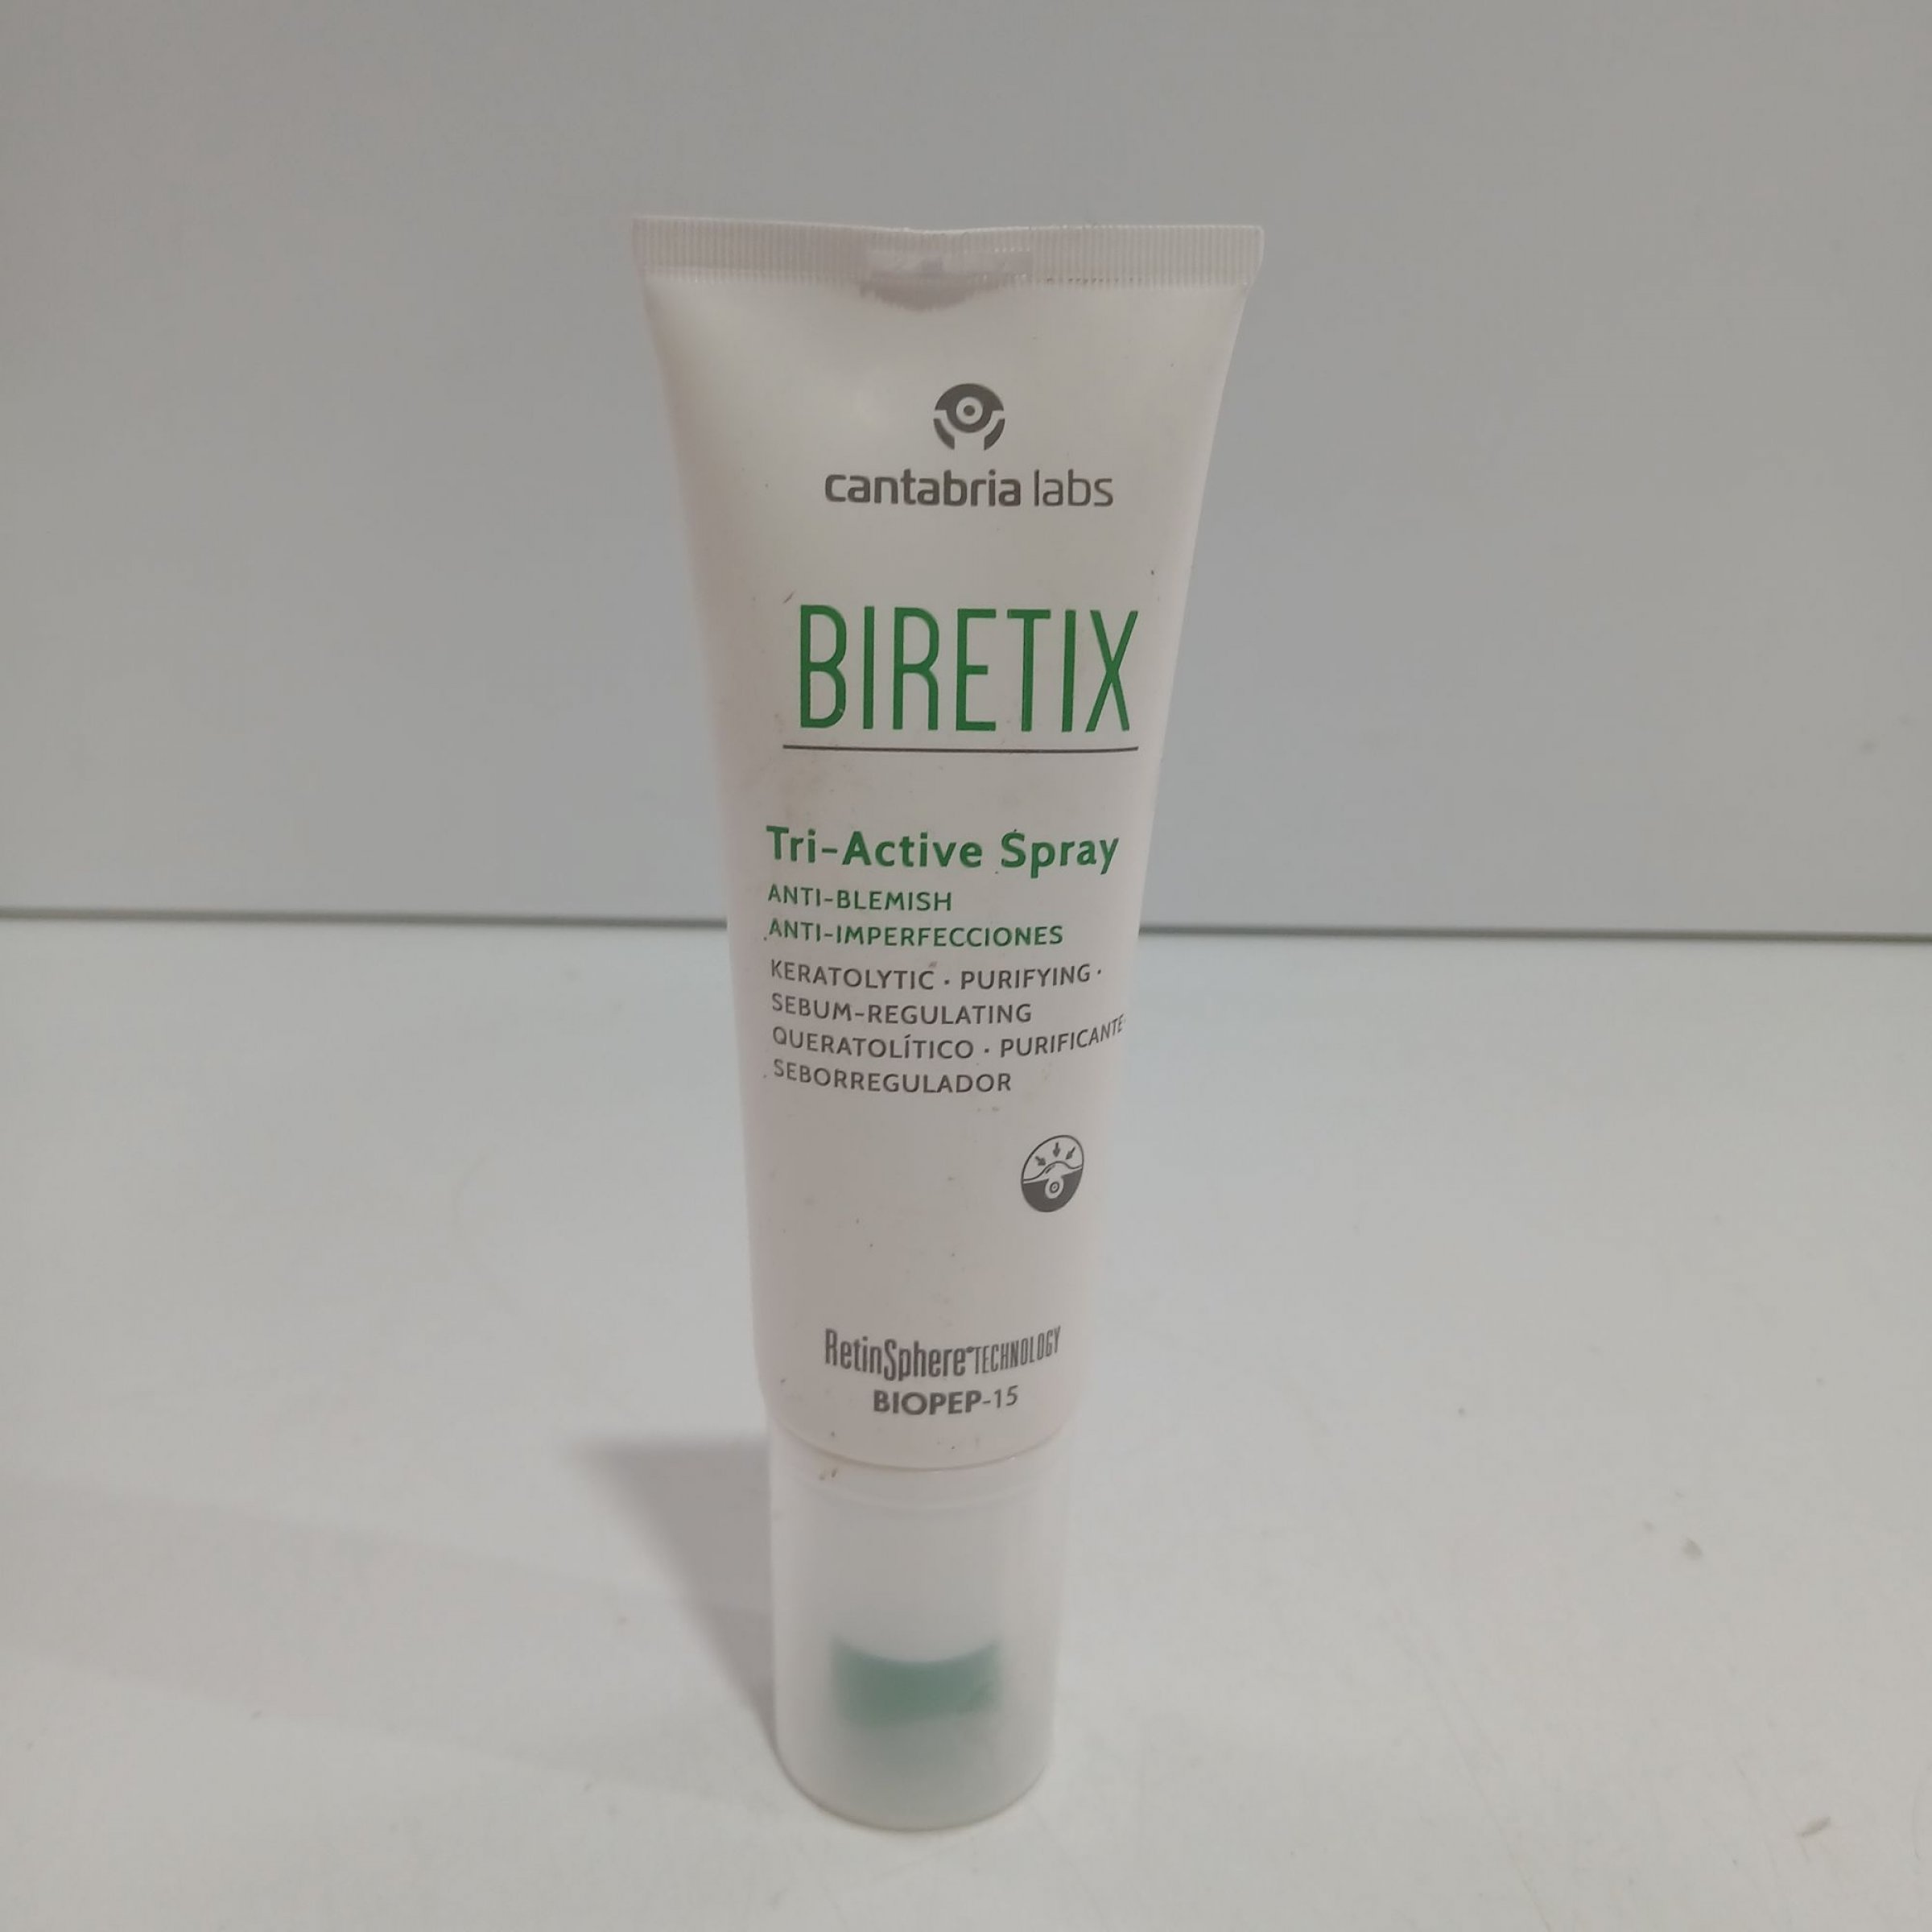 cantabria labs
BIRETIX
Tri-Active Spray
ANTI-BLEMISH
ANTI-IMPERFECCIONES
KERATOLYTIC · PURIFYING ·
SEBUM-REGULATING
QUERATOLÍTICO · PURIFICANTE ·
SEBORREGULADOR
RetinSphere® TECHNOLOGY
BIOPEP-15